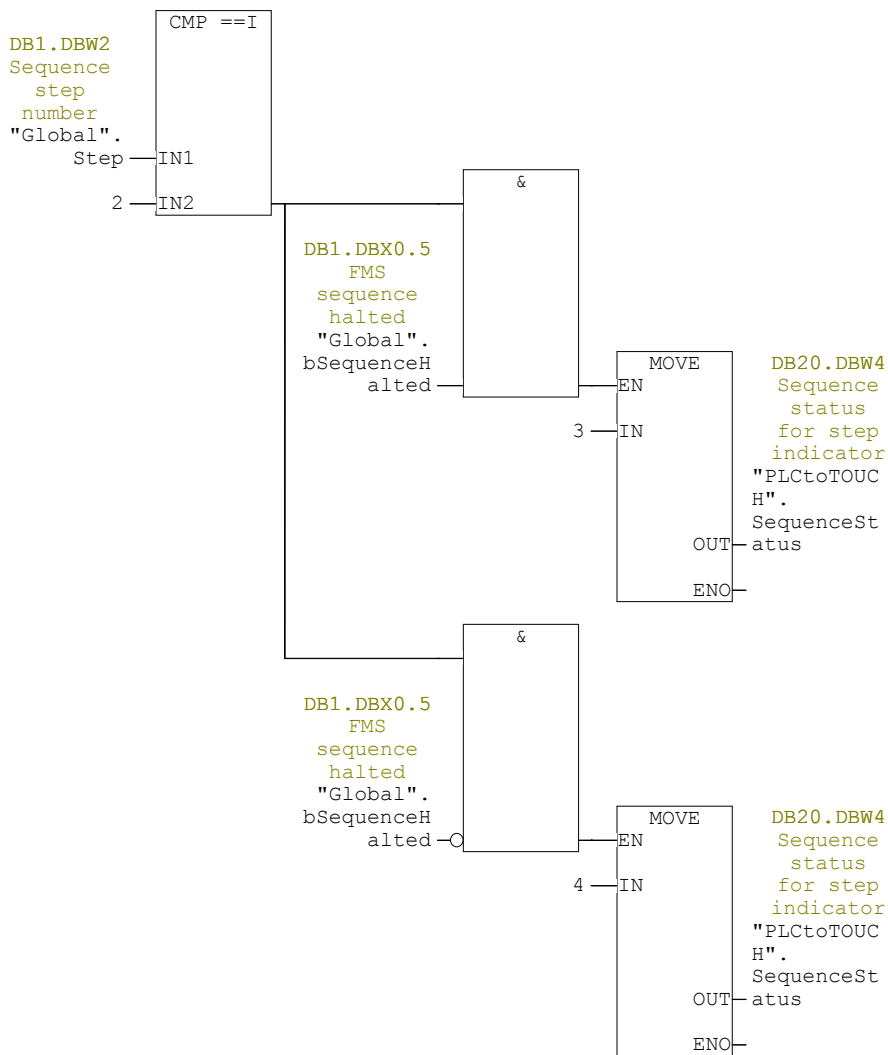 CMP ==I
DB1.DBW2
Sequence
step
number
"Global".
Step
IN1
2
IN2
&
DB1.DBX0.5
FMS
sequence
halted
"Global".
bSequenceH
alted
MOVE
EN
3
IN
DB20.DBW4
Sequence
status
for step
indicator
"PLCtoTOUC
H".
SequenceSt
OUT
atus
ENO
&
DB1.DBX0.5
FMS
sequence
halted
"Global".
bSequenceH
alted
MOVE
EN
4
IN
DB20.DBW4
Sequence
status
for step
indicator
"PLCtoTOUC
H".
SequenceSt
OUT
atus
ENO